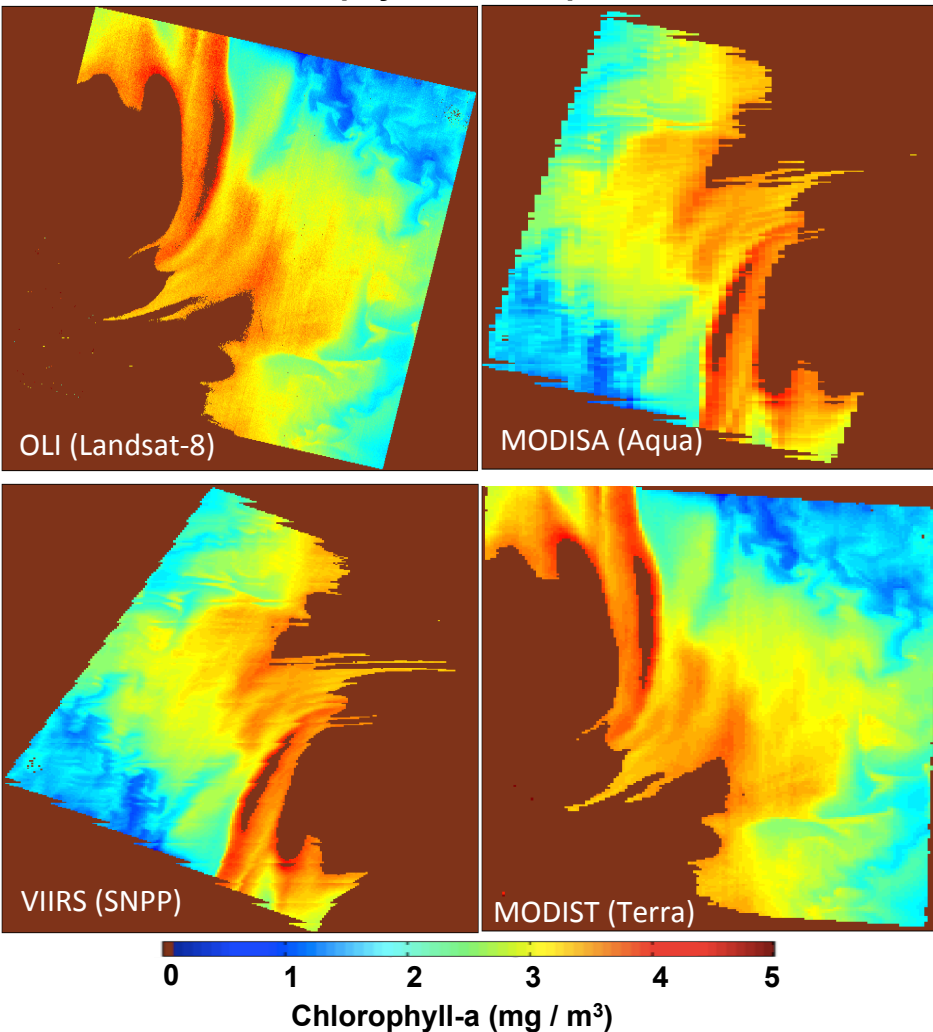 OLI (Landsat-8)
MODISA (Aqua)
VIIRS (SNPP)
MODIST (Terra)
0 1 2 3 4 5
Chlorophyll-a (mg / m³)